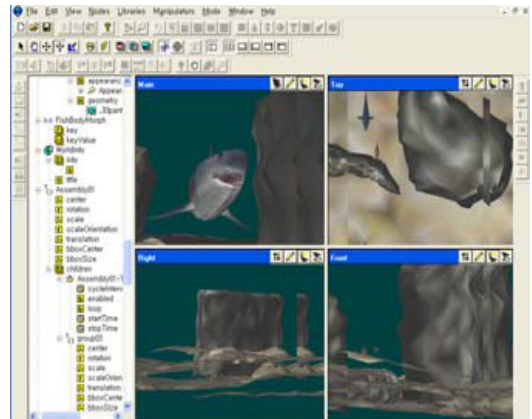 File Edit View Nodes Libraries Manipulators Mode Window Help
appearanc
Appear
geometry
FishBodyMorph
key
keyValue
WorldInfo
info
title
Assembly01
center
rotation
scale
scaleOrientation
translation
bboxCenter
bboxSize
children
cycleInterv
enabled
loop
startTime
stopTime
group03
center
rotation
scale
scaleOrien
translation
bboxCente
bboxSize
Main
Top
Right
Front